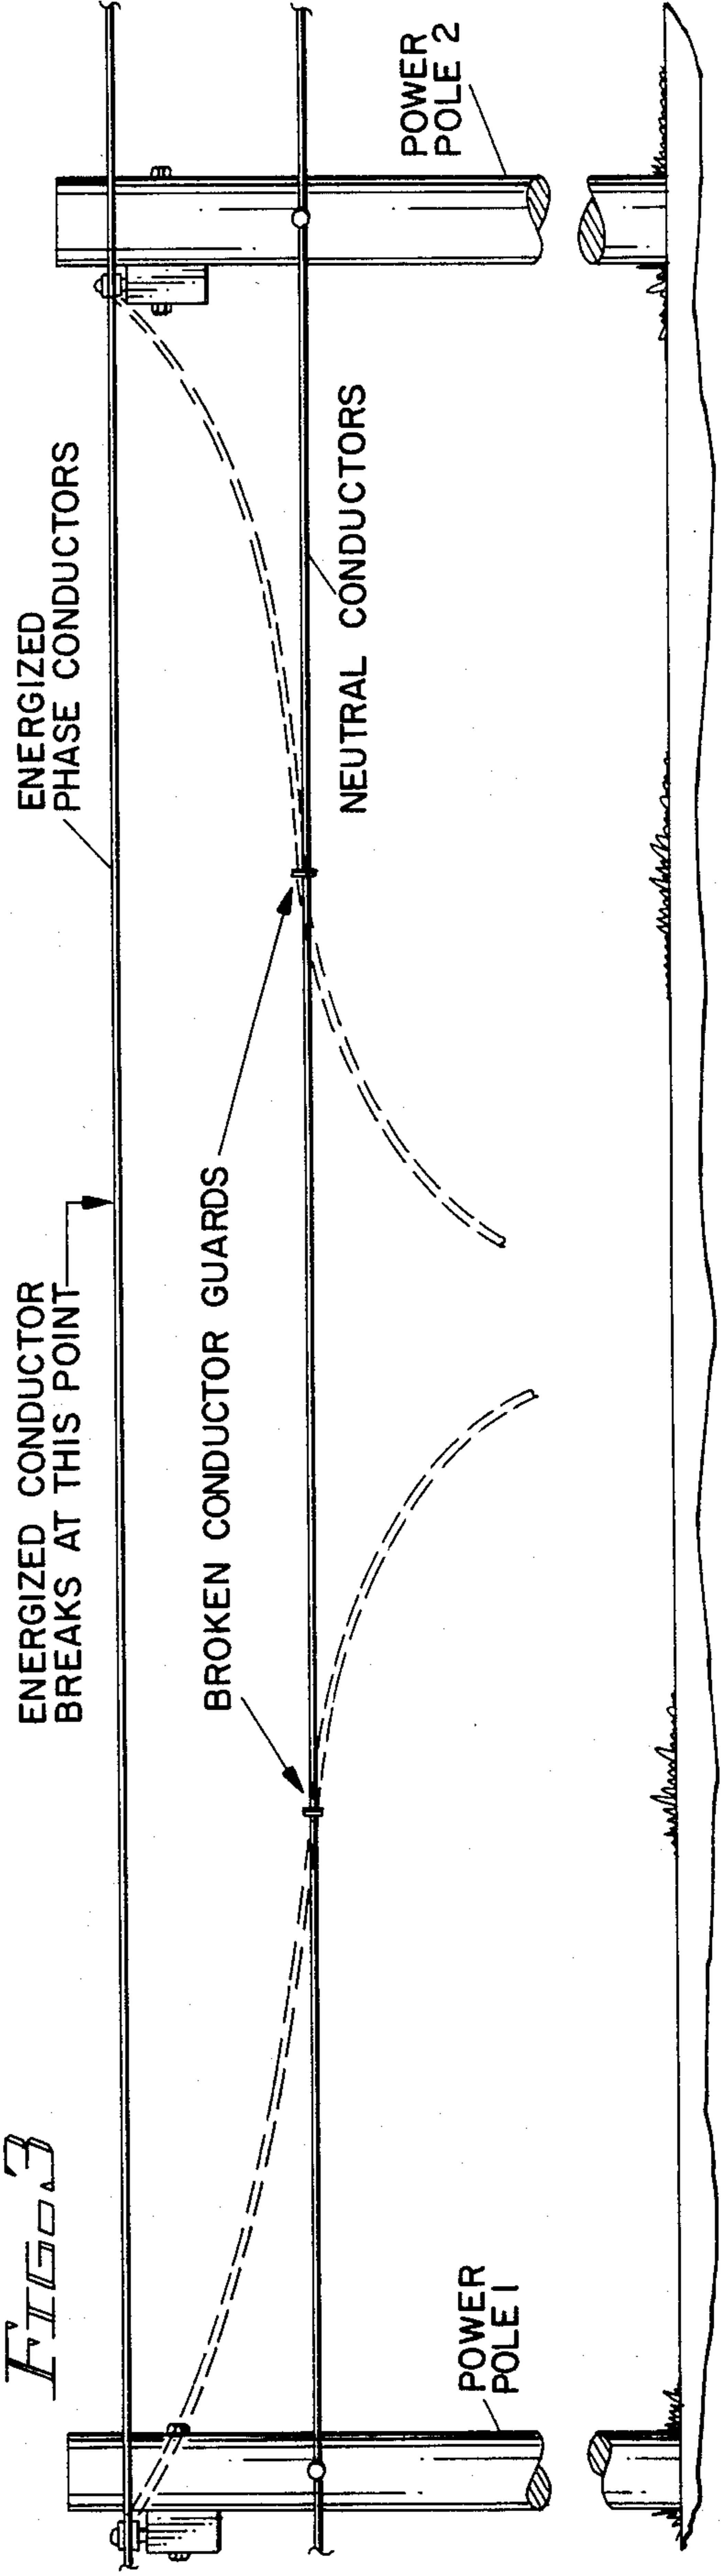 FIG. 3
ENERGIZED CONDUCTOR
BREAKS AT THIS POINT
ENERGIZED
PHASE CONDUCTORS
BROKEN CONDUCTOR GUARDS
NEUTRAL CONDUCTORS
POWER
POLE 1
POWER
POLE 2